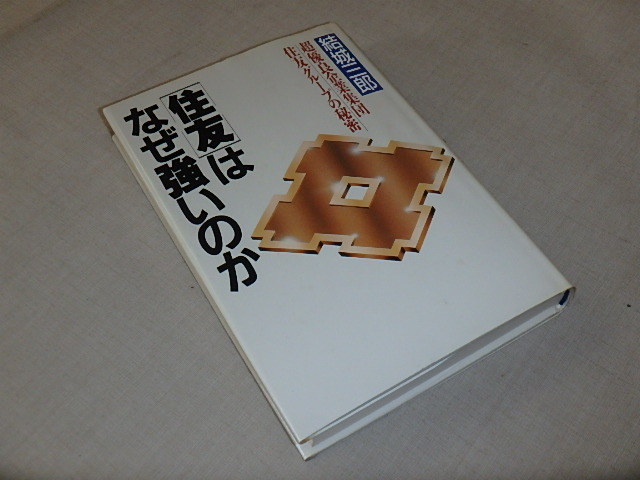 結城三郎
超優良企業集団
住友グループの秘密
「住友」は
なぜ強いのか